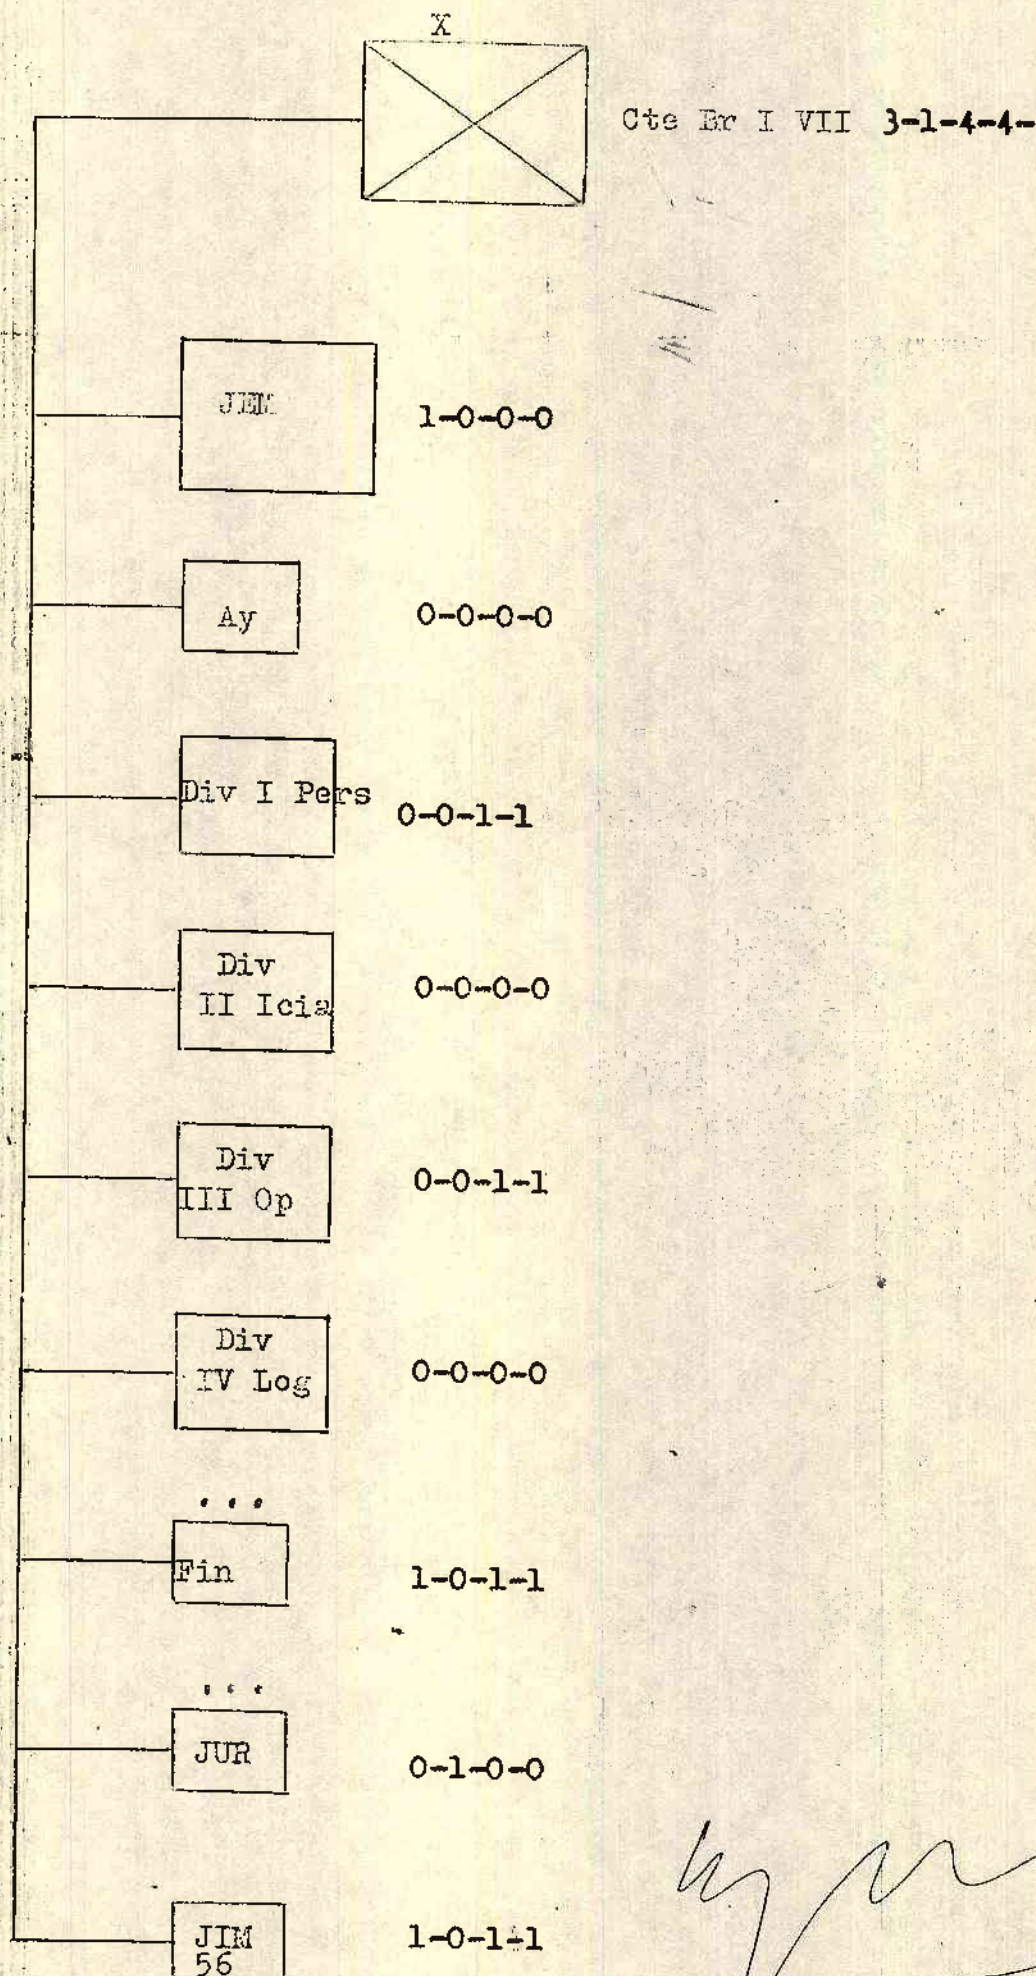 X
Cte Br I VII 3-1-4-4-
JEM
1-0-0-0
Ay
0-0-0-0
Div I Pers
0-0-1-1
Div
II Icia
0-0-0-0
Div
III Op
0-0-1-1
Div
IV Log
0-0-0-0
...
Fin
1-0-1-1
...
JUR
0-1-0-0
JIM
56
1-0-1-1